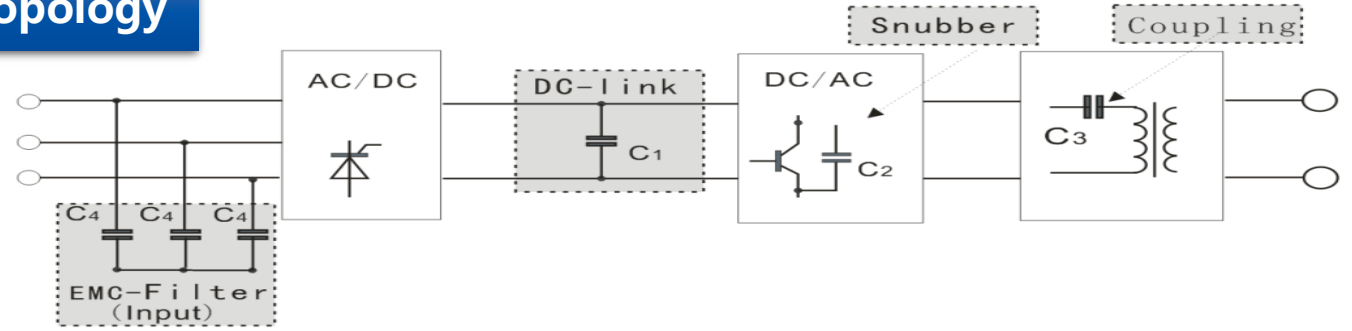 opology
Snubber
Coupling
AC/DC
DC-link
DC/AC
C1
C2
C3
C4 C4 C4
EMC-Filter
(Input)